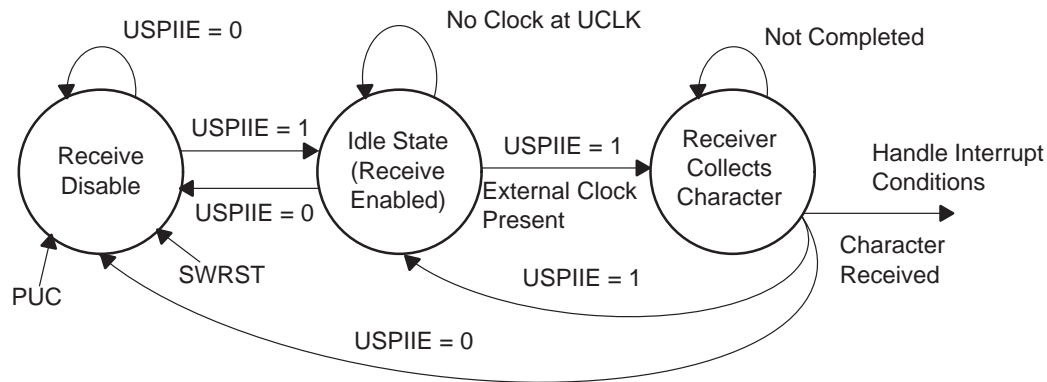 No Clock at UCLK
USPIIE = 0
Not Completed
USPIIE = 1
Receive
Disable
Idle State
(Receive
Enabled)
USPIIE = 1
Receiver
Collects
Character
Handle Interrupt
Conditions
USPIIE = 0
External Clock
Present
SWRST
PUC
USPIIE = 1
Character
Received
USPIIE = 0